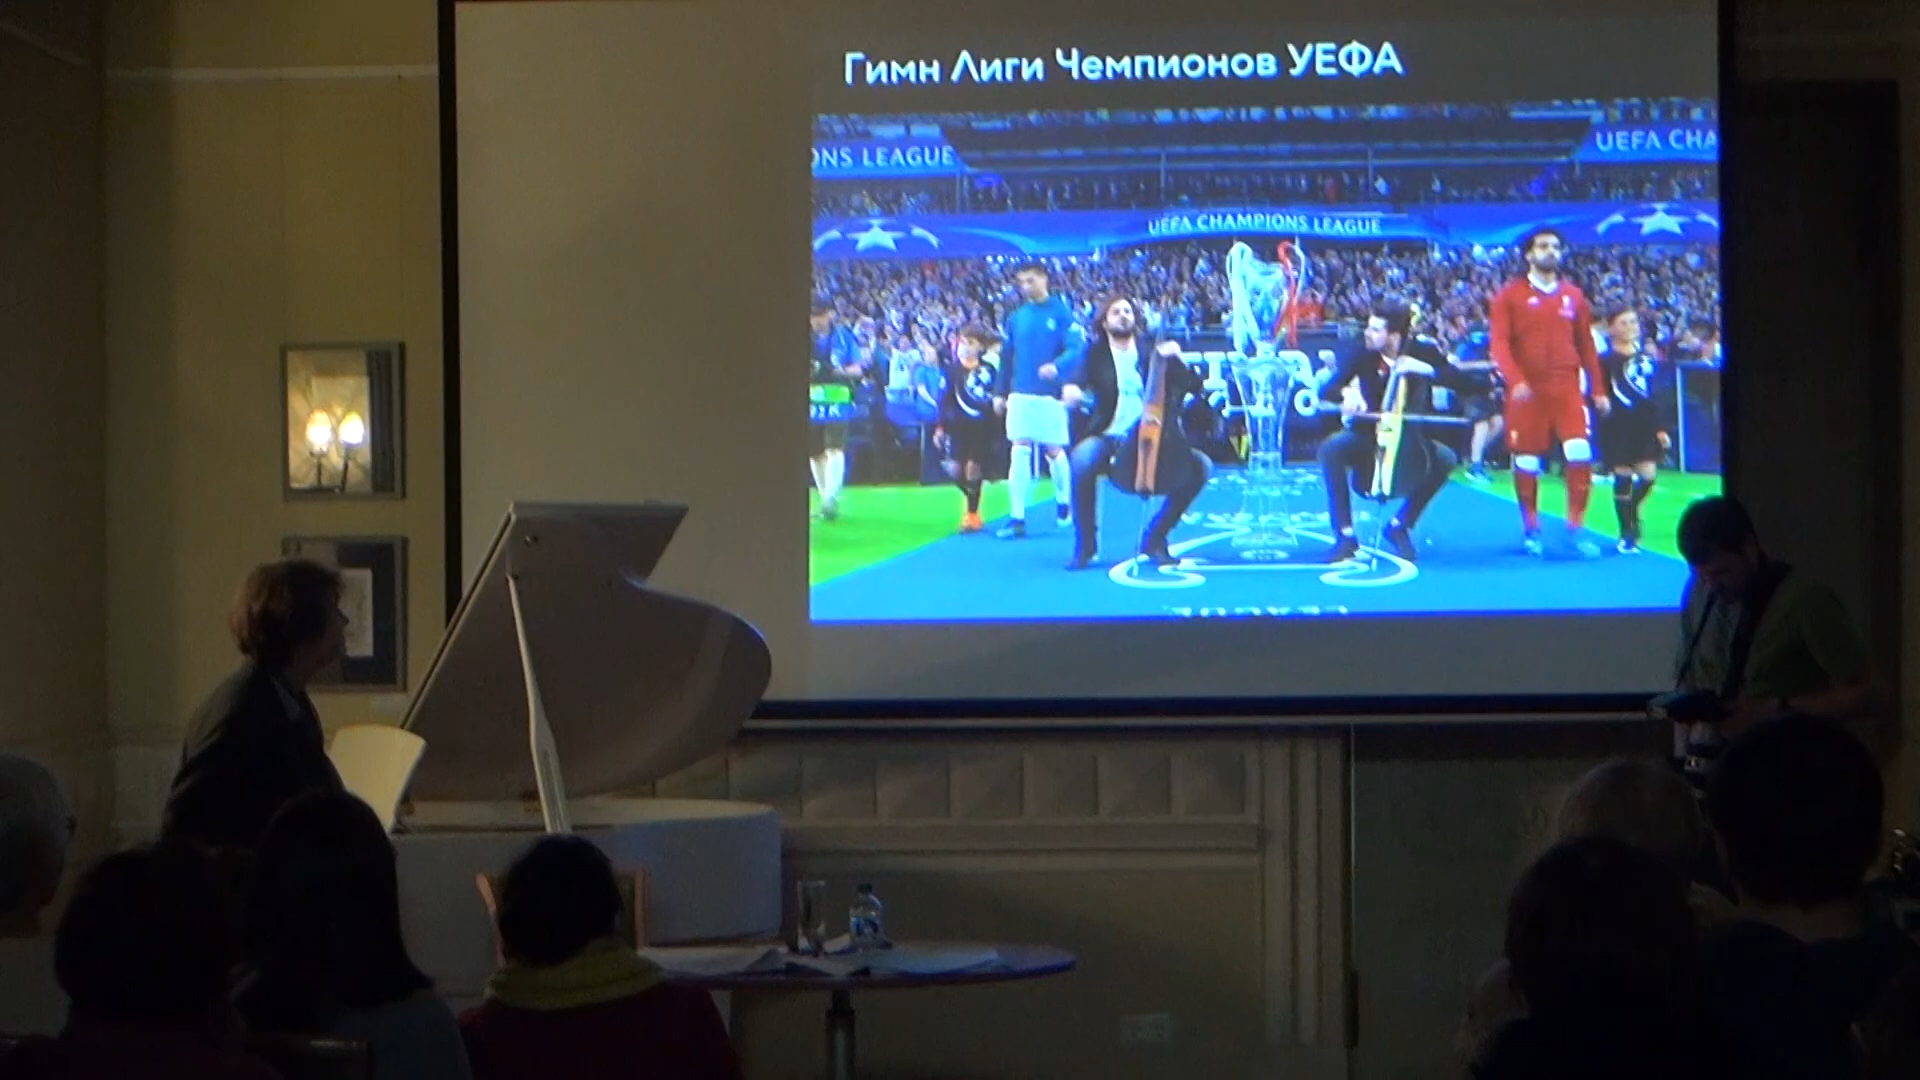 Гимн Лиги Чемпионов УЕФА
ONS LEAGUE
UEFA CHA
UEFA CHAMPIONS LEAGUE